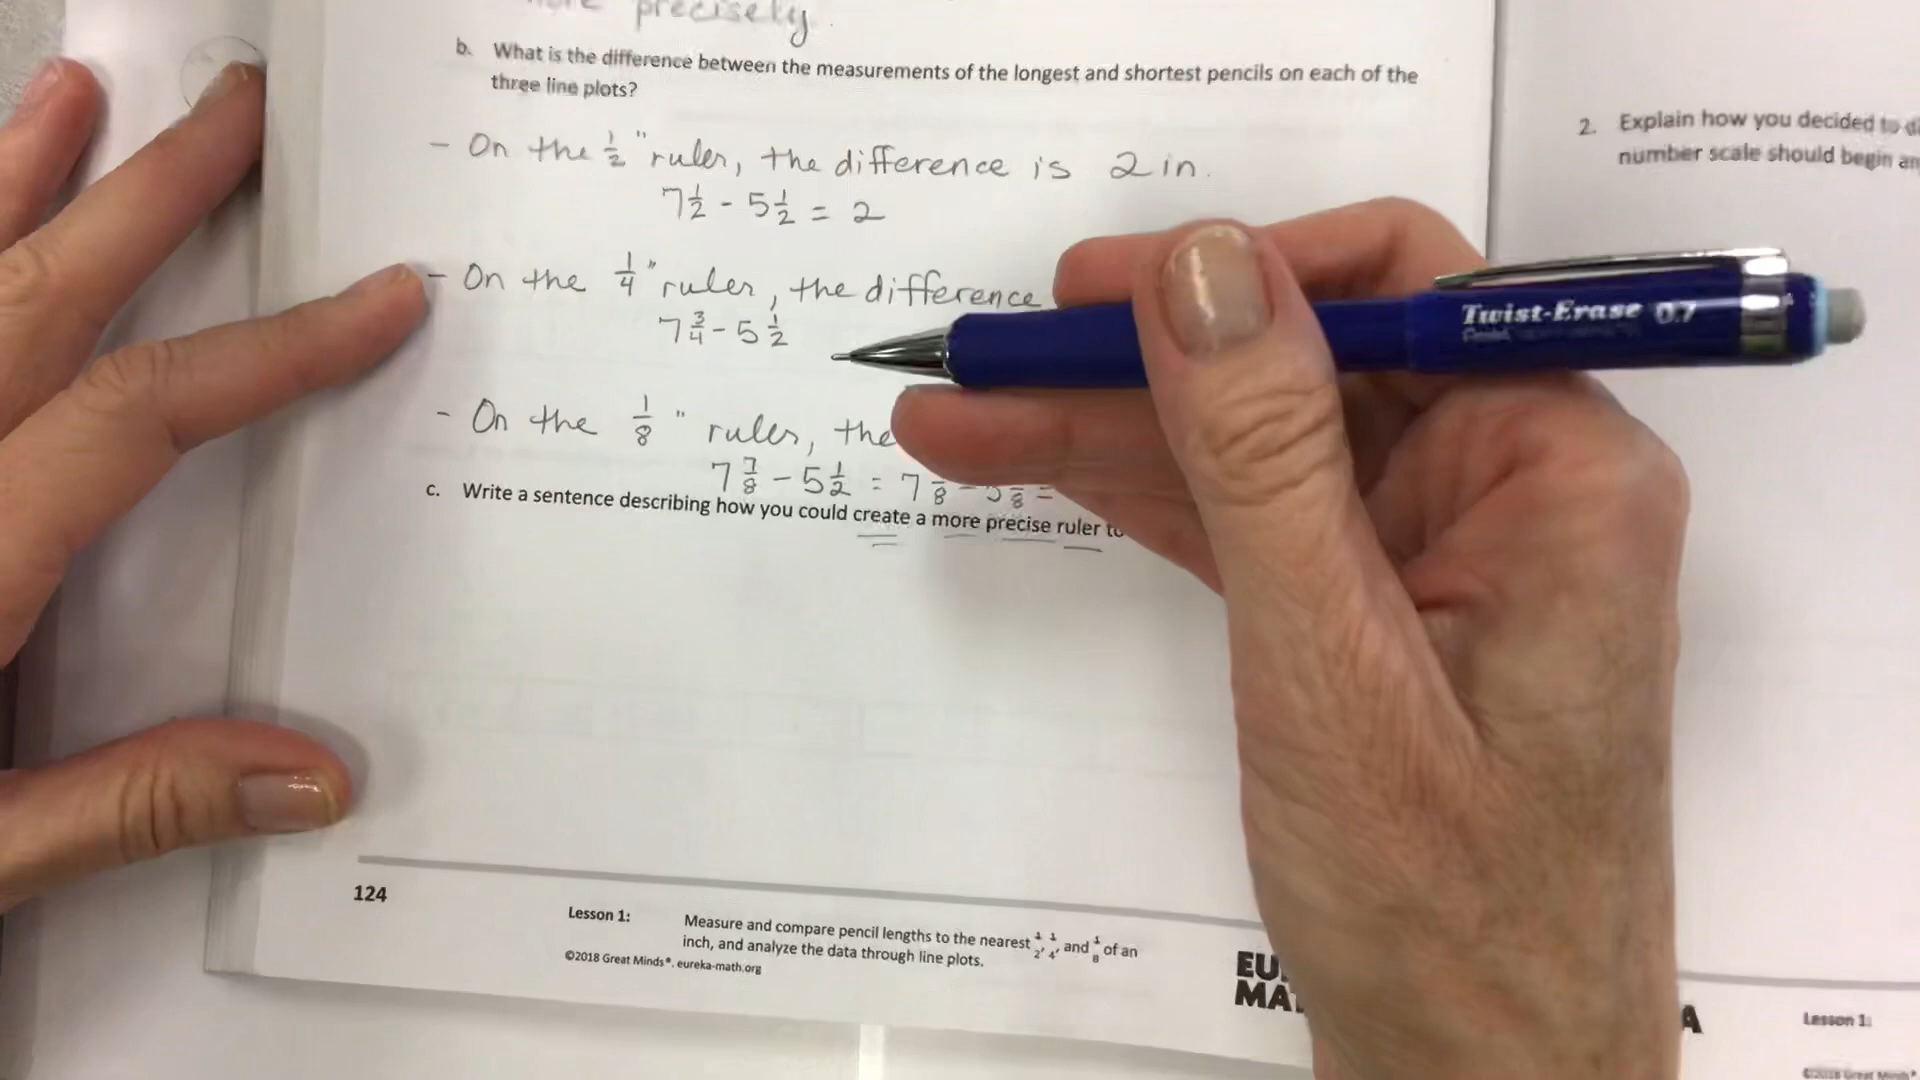 precisely
b. What is the difference between the measurements of the longest and shortest pencils on each of the
three line plots?
- On the 1/2" ruler, the difference is 2 in.
7 1/2 - 5 1/2 = 2
- On the 1/4" ruler, the difference
7 3/4 - 5 1/2
- On the 1/8" ruler, the
7 7/8 - 5 1/2 = 7
c. Write a sentence describing how you could create a more precise ruler to
124
Lesson 1: Measure and compare pencil lengths to the nearest 1/2, 1/4, and 1/8 of an
inch, and analyze the data through line plots.
©2018 Great Minds®. eureka-math.org
2. Explain how you decided to
number scale should begin
Twist-Erase 0.7
Lesson 1:
©2018 Great Minds®